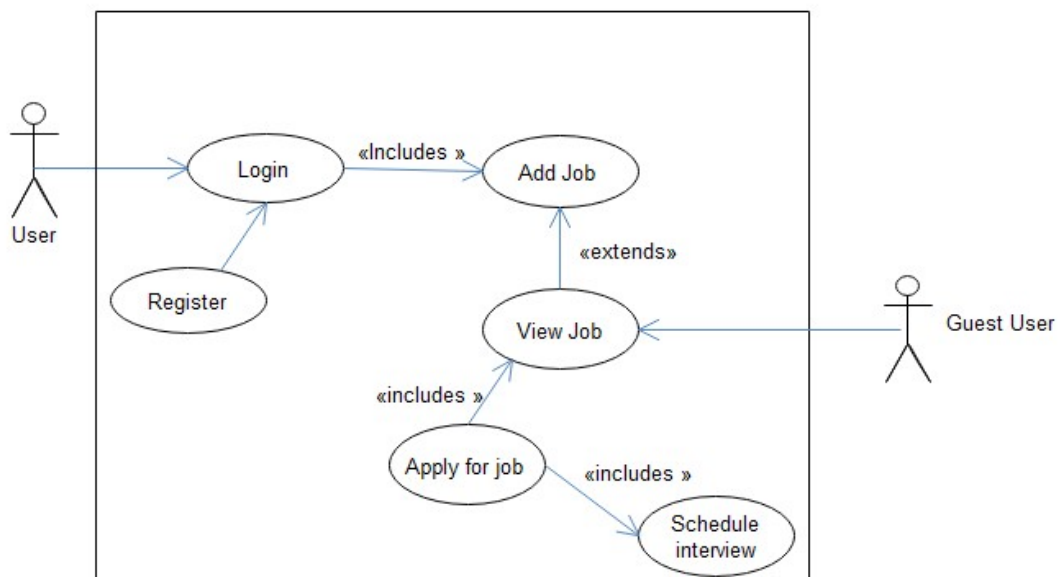 «Includes »
Login
Add Job
User
«extends»
Register
View Job
Guest User
«includes »
Apply for job
«includes »
Schedule
interview